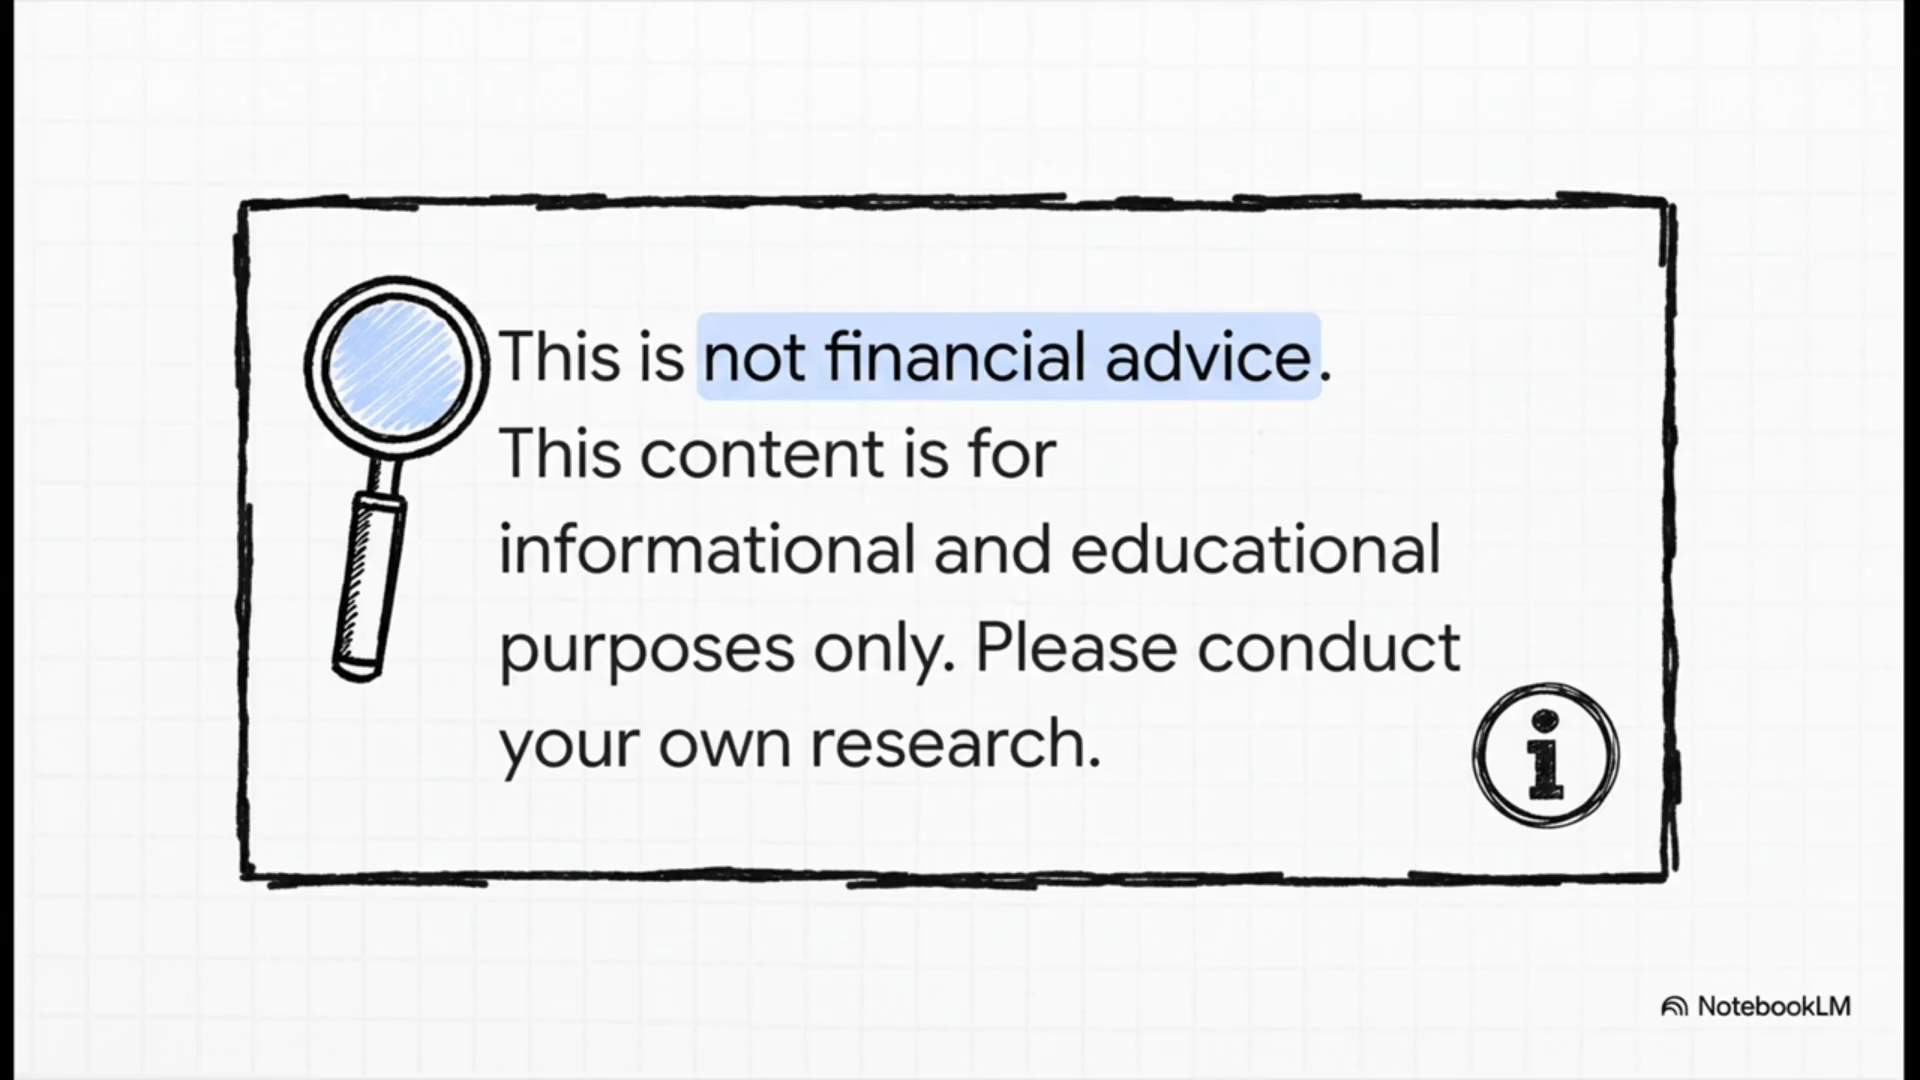 This is not financial advice.
This content is for
informational and educational
purposes only. Please conduct
your own research.
i
NotebookLM